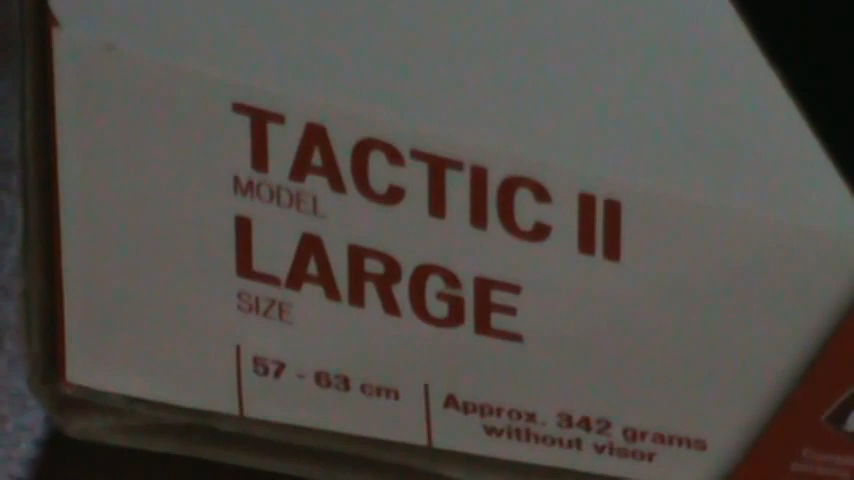 TACTIC II
MODEL
LARGE
SIZE
57 - 63 cm
Approx. 342 grams
without visor